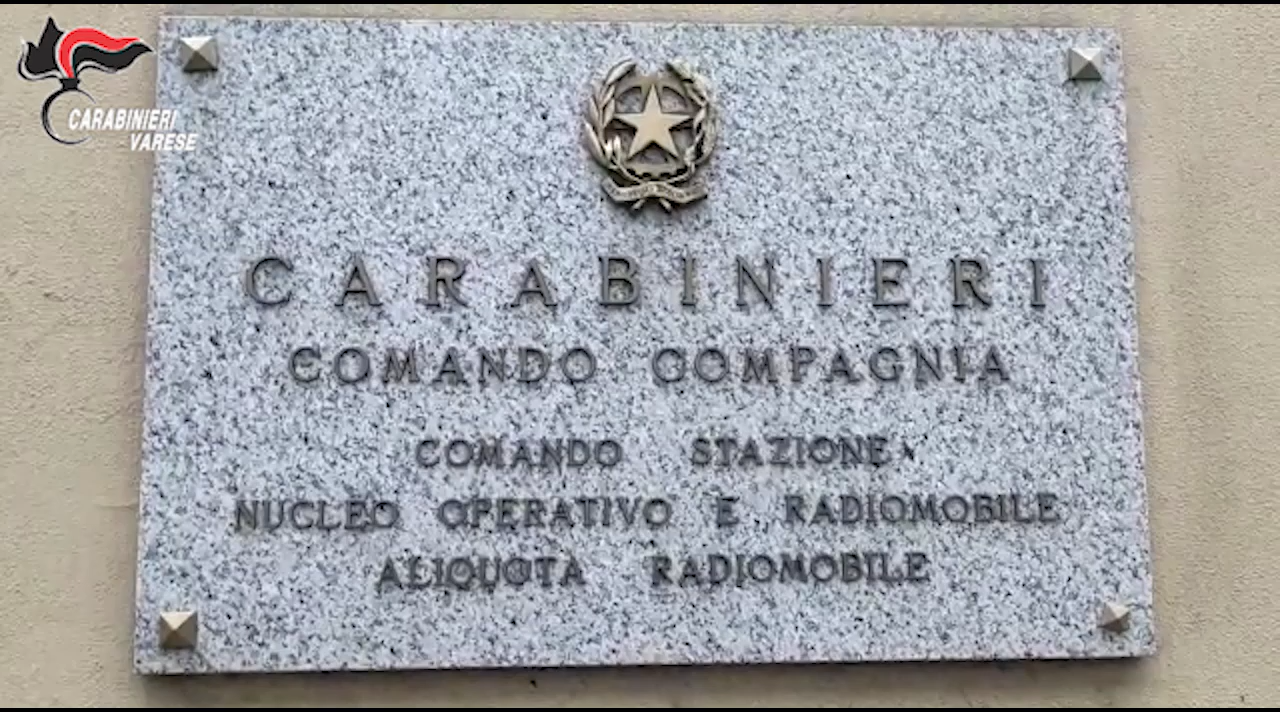 CARABINIERI
VARESE
CARABINIERI
COMANDO COMPAGNIA
COMANDO STAZIONE
NUCLEO OPERATIVO E RADIOMOBILE
ALIQUOTA RADIOMOBILE